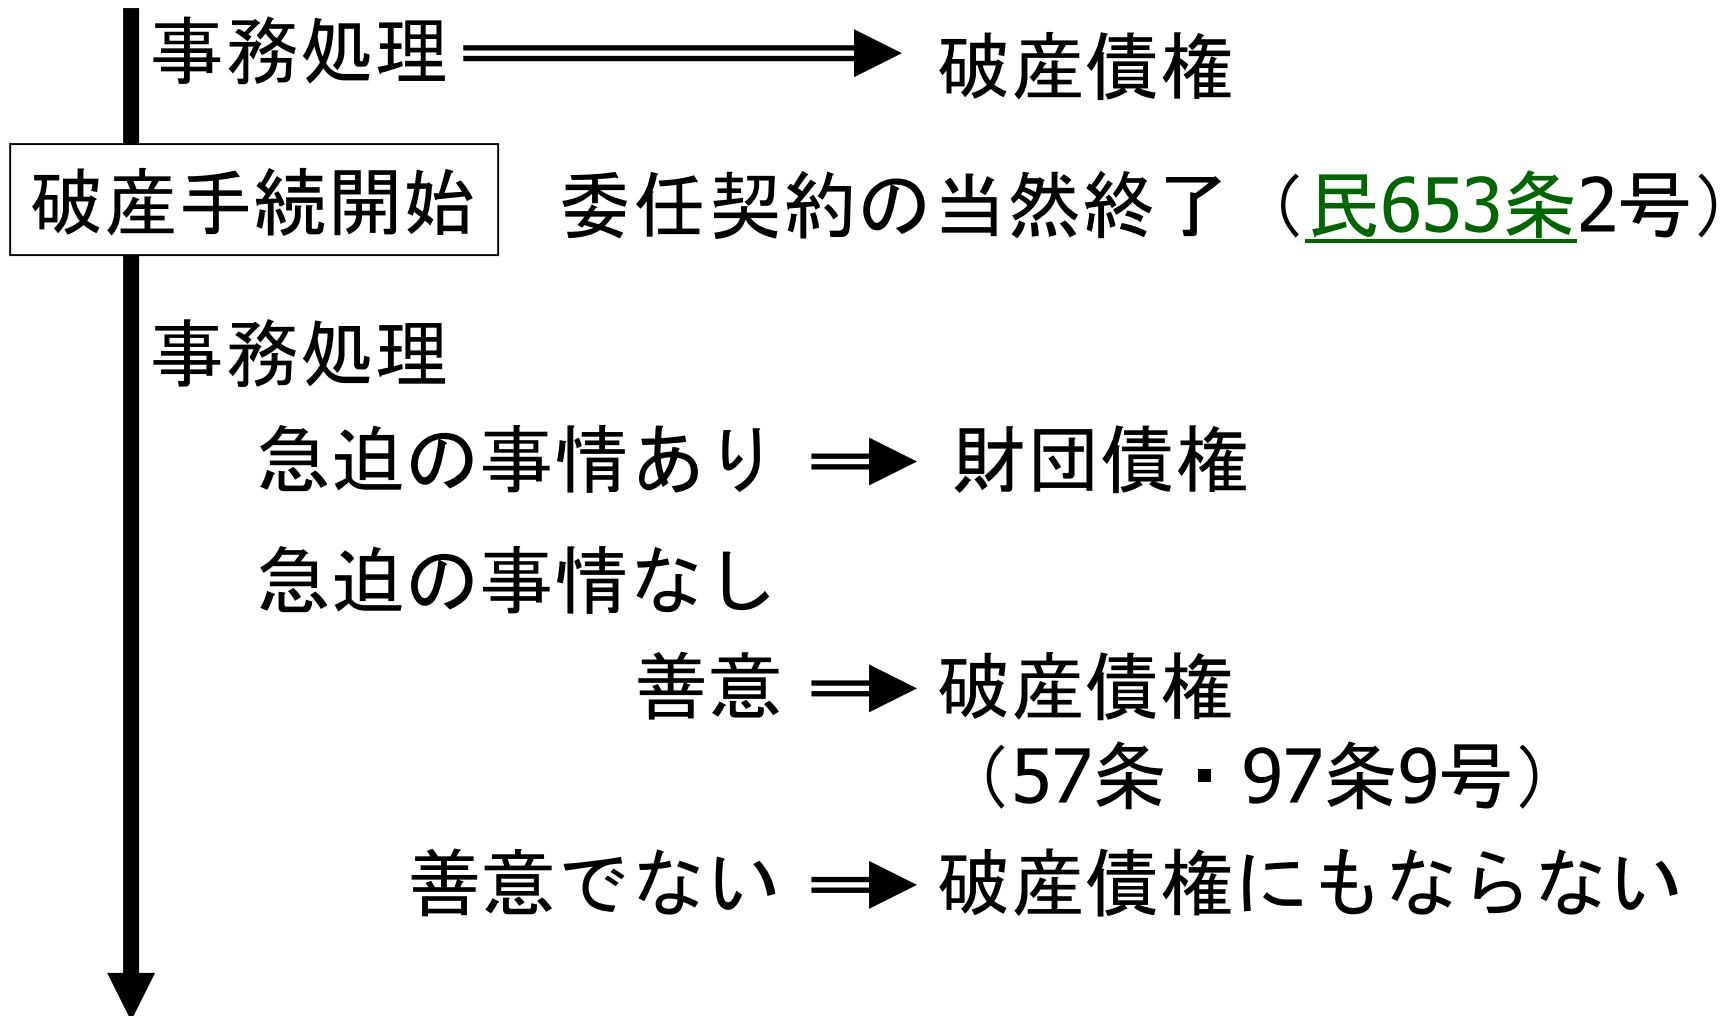 事務処理 破産債権
破産手続開始 委任契約の当然終了（民653条2号）
事務処理
急迫の事情あり 財団債権
急迫の事情なし
善意 破産債権
（57条・97条9号）
善意でない 破産債権にもならない